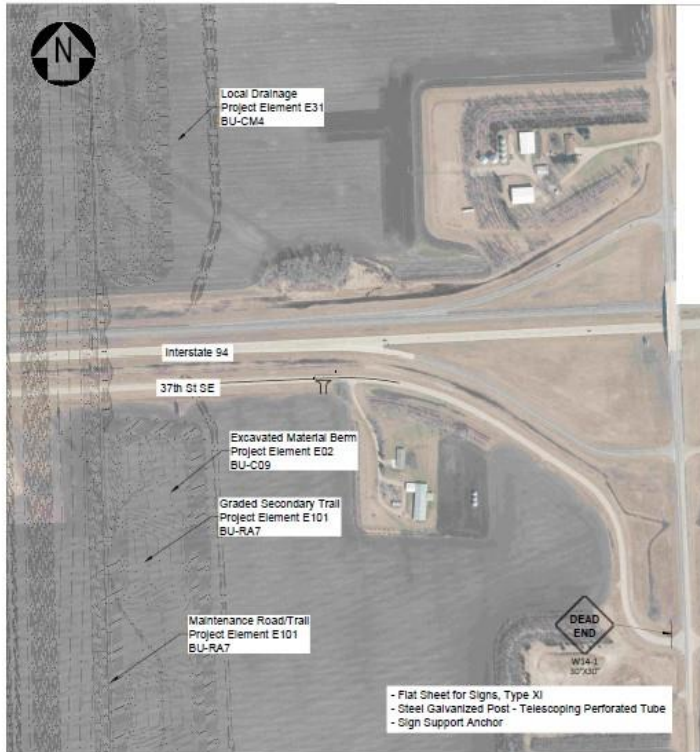 N
Local Drainage
Project Element E31
BU-CM4
Interstate 94
37th St SE
Excavated Material Berm
Project Element E02
BU-C09
Graded Secondary Trail
Project Element E101
BU-RA7
Maintenance Road/Trail
Project Element E101
BU-RA7
DEAD
END
W14-1
30"X30"
- Flat Sheet for Signs, Type XI
- Steel Galvanized Post - Telescoping Perforated Tube
- Sign Support Anchor